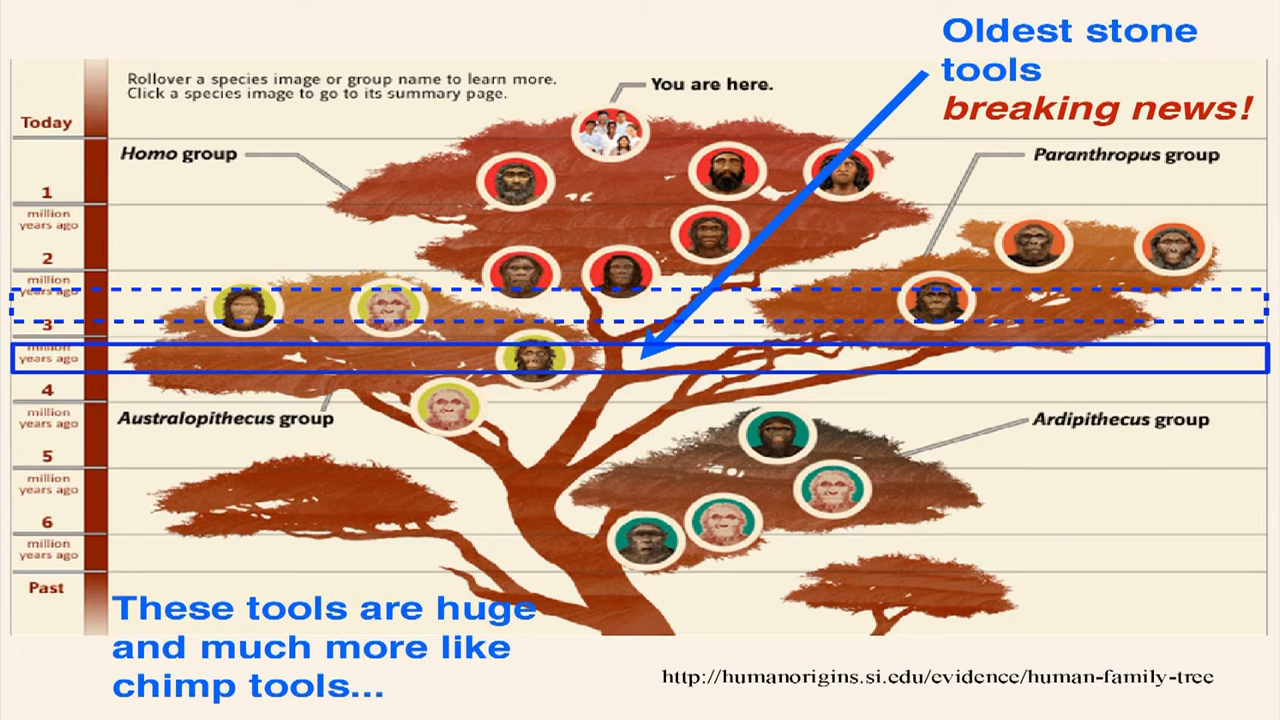 Oldest stone
tools
breaking news!
Rollover a species image or group name to learn more.
Click a species image to go to its summary page.
You are here.
Today
Homo group
Paranthropus group
1
million
years ago
2
million
years ago
3
million
years ago
4
million
years ago
Australopithecus group
Ardipithecus group
5
million
years ago
6
million
years ago
Past
These tools are huge
and much more like
chimp tools...
http://humanorigins.si.edu/evidence/human-family-tree